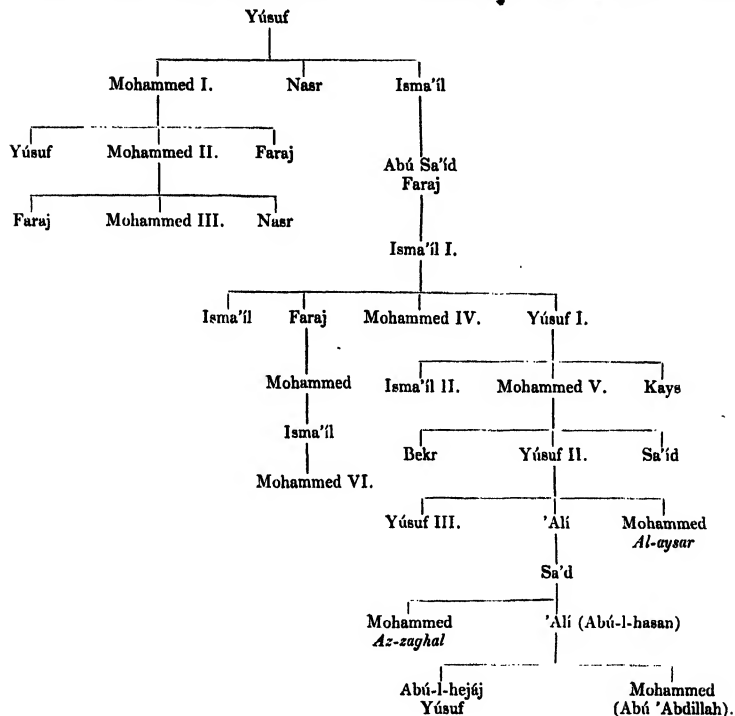 Yúsuf
Mohammed I. Nasr Isma'íl
Yúsuf Mohammed II. Faraj
Abú Sa'íd
Faraj
Faraj Mohammed III. Nasr
Isma'íl I.
Isma'íl Faraj Mohammed IV. Yúsuf I.
Mohammed Isma'íl II. Mohammed V. Kays
Isma'íl
Bekr Yúsuf II. Sa'íd
Mohammed VI.
Yúsuf III. 'Alí Mohammed
Al-aysar
Sa'd
Mohammed 'Alí (Abú-l-hasan)
Az-zaghal
Abú-l-hejáj Mohammed
Yúsuf (Abú 'Abdillah).